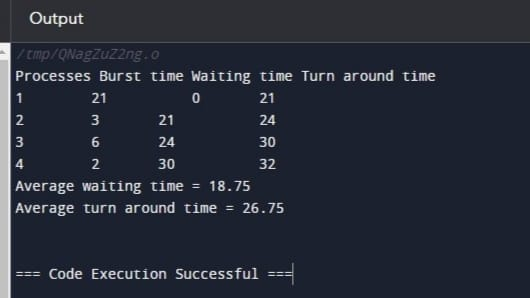 Output
/tmp/QNagZuZ2ng.o
Processes Burst time Waiting time Turn around time
1 21 0 21
2 3 21 24
3 6 24 30
4 2 30 32
Average waiting time = 18.75
Average turn around time = 26.75
=== Code Execution Successful ===